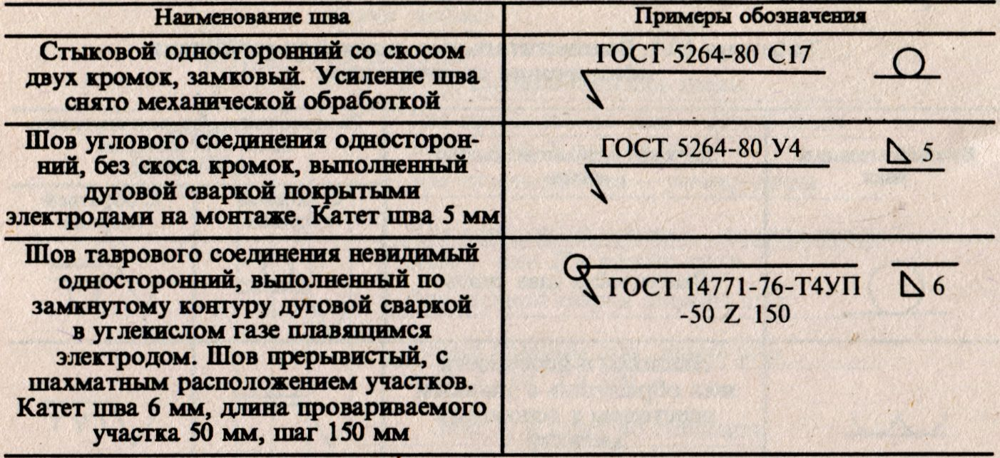 Наименование шва
Примеры обозначения
Стыковой односторонний со скосом
двух кромок, замковый. Усиление шва
снято механической обработкой
ГОСТ 5264-80 С17
Шов углового соединения односторон-
ний, без скоса кромок, выполненный
дуговой сваркой покрытыми
электродами на монтаже. Катет шва 5 мм
ГОСТ 5264-80 У4
5
Шов таврового соединения невидимый
односторонний, выполненный по
замкнутому контуру дуговой сваркой
в углекислом газе плавящимся
электродом. Шов прерывистый, с
шахматным расположением участков.
Катет шва 6 мм, длина провариваемого
участка 50 мм, шаг 150 мм
ГОСТ 14771-76-Т4УП
-50 Z 150
6